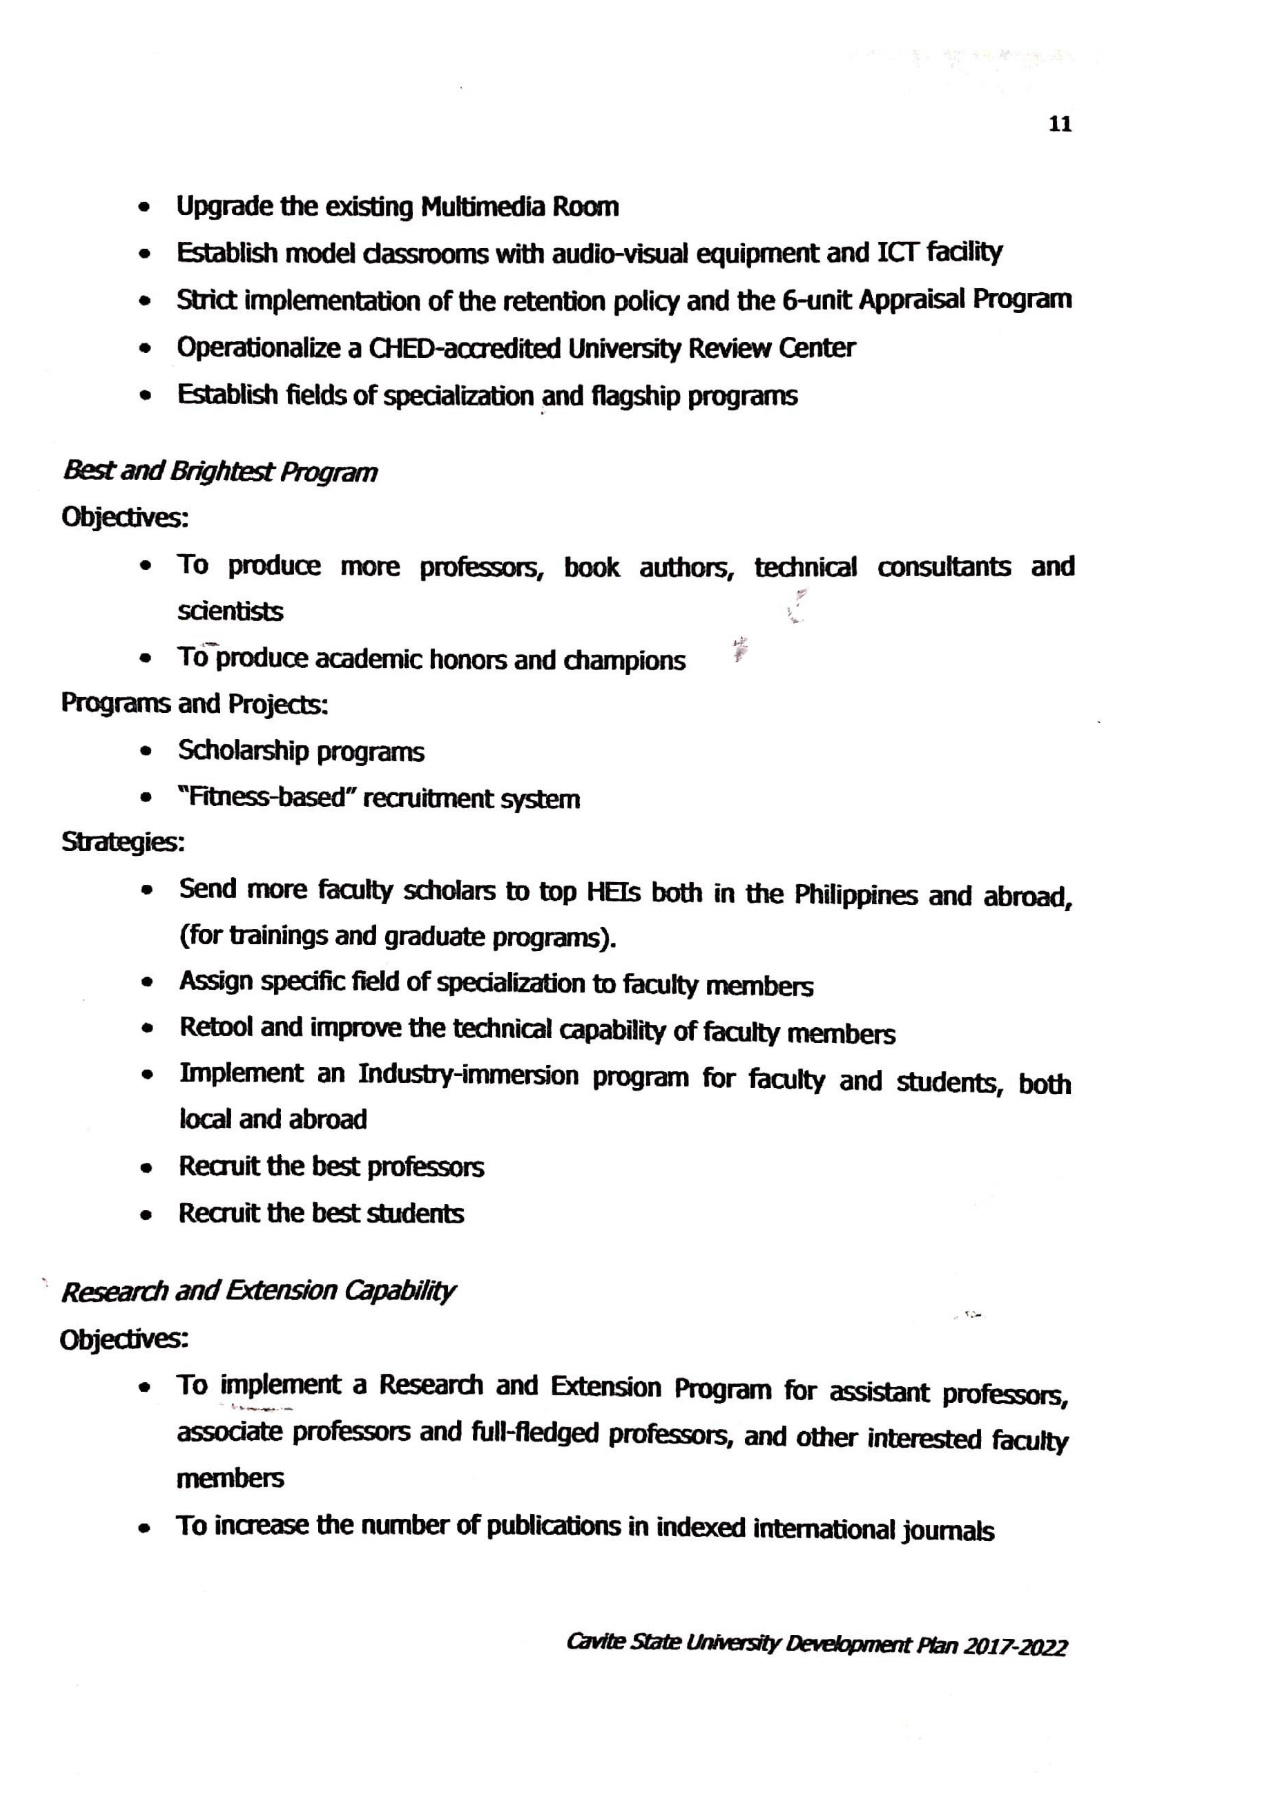 11
• Upgrade the existing Multimedia Room
• Establish model classrooms with audio-visual equipment and ICT facility
• Strict implementation of the retention policy and the 6-unit Appraisal Program
• Operationalize a CHED-accredited University Review Center
• Establish fields of specialization and flagship programs
Best and Brightest Program
Objectives:
• To produce more professors, book authors, technical consultants and
scientists
• To produce academic honors and champions
Programs and Projects:
• Scholarship programs
• "Fitness-based" recruitment system
Strategies:
• Send more faculty scholars to top HEIs both in the Philippines and abroad,
(for trainings and graduate programs).
• Assign specific field of specialization to faculty members
• Retool and improve the technical capability of faculty members
• Implement an Industry-immersion program for faculty and students, both
local and abroad
• Recruit the best professors
• Recruit the best students
Research and Extension Capability
Objectives:
• To implement a Research and Extension Program for assistant professors,
associate professors and full-fledged professors, and other interested faculty
members
• To increase the number of publications in indexed international journals
Cavite State University Development Plan 2017-2022